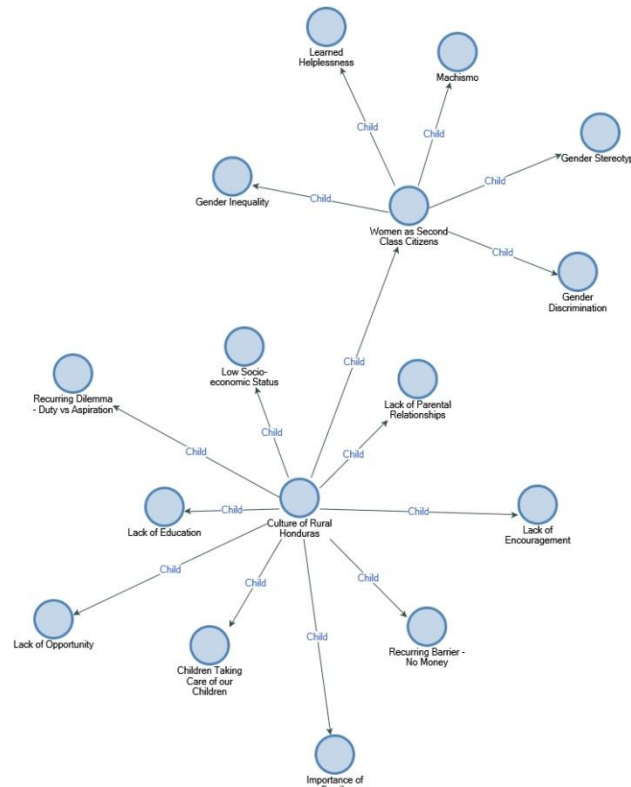 Learned
Helplessness
Machismo
Child
Child
Gender Stereotyp
Child
Gender Inequality
Child
Women as Second
Class Citizens
Child
Gender
Discrimination
Child
Low Socio-
economic Status
Recurring Dilemma
- Duty vs Aspiration
Lack of Parental
Relationships
Child
Child
Child
Lack of Education
Child
Culture of Rural
Honduras
Child
Lack of
Encouragement
Child
Child
Child
Lack of Opportunity
Child
Children Taking
Care of our
Children
Recurring Barrier -
No Money
Importance of